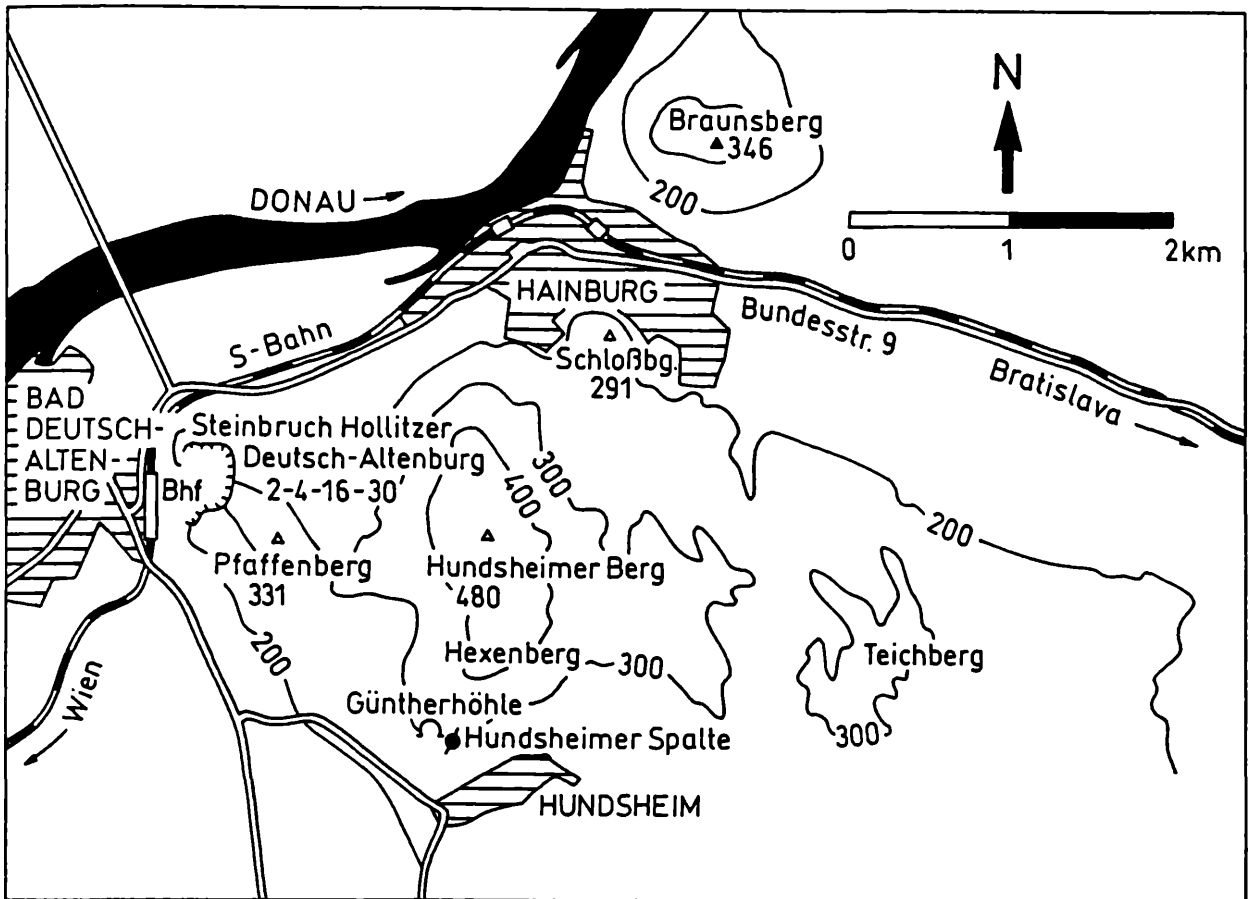 Braunsberg
346
200
N
0 1 2km
DONAU
HAINBURG
S-Bahn
Bundesstr. 9
Bratislava
Schloßbg.
291
BAD
DEUTSCH-
ALTEN-
BURG
Bhf
Steinbruch Hollitzer
Deutsch-Altenburg
2-4-16-30'
300
400
200
Pfaffenberg
331
Hundsheimer Berg
480
Hexenberg
300
Teichberg
300
200
Wien
Güntherhöhle
Hundsheimer Spalte
HUNDSHEIM